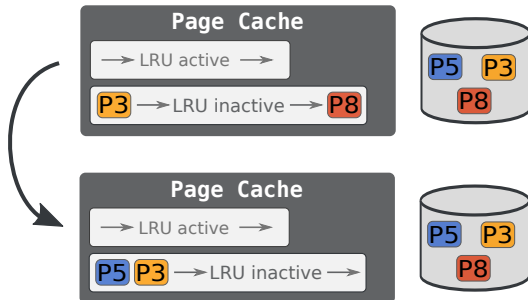 Page Cache
LRU active
P3 LRU inactive P8
P5 P3
P8
Page Cache
LRU active
P5 P3 LRU inactive
P5 P3
P8